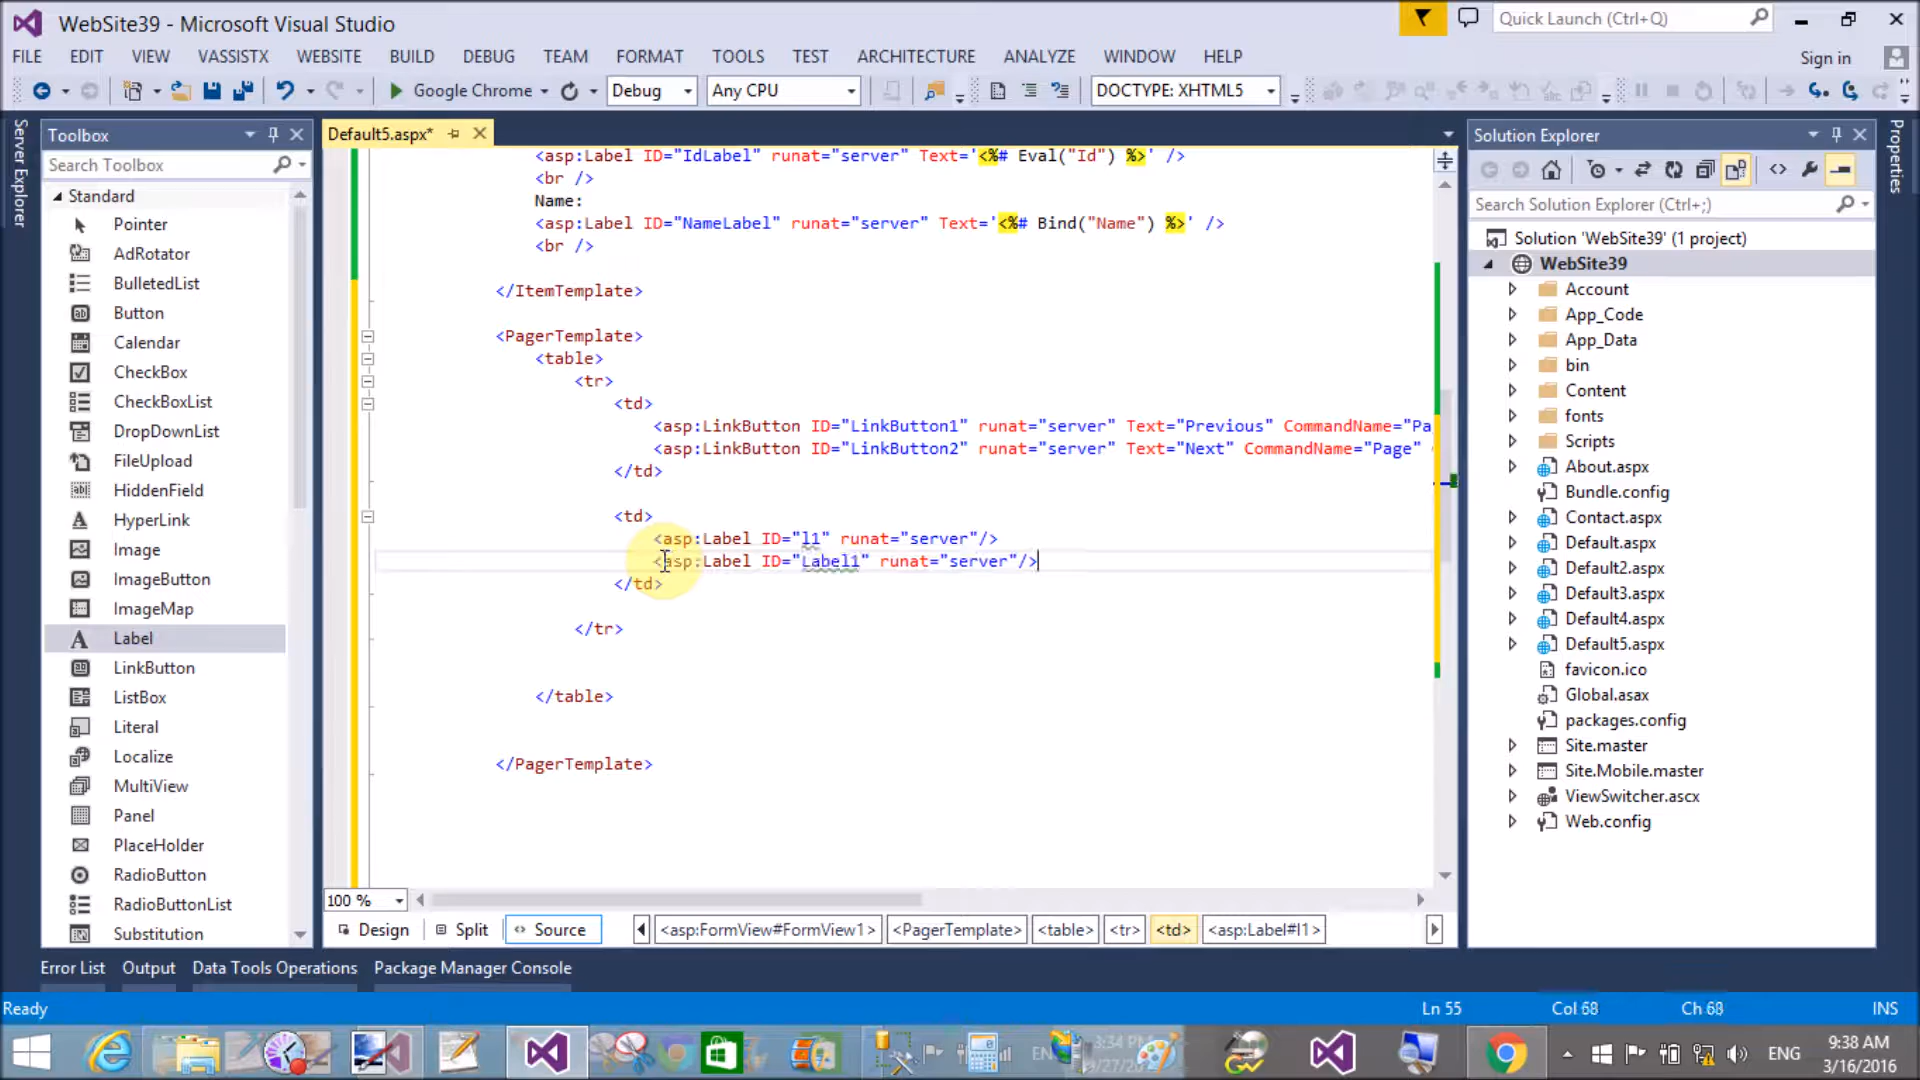 WebSite39 - Microsoft Visual Studio
Quick Launch (Ctrl+Q)
FILE EDIT VIEW VASSISTX WEBSITE BUILD DEBUG TEAM FORMAT TOOLS TEST ARCHITECTURE ANALYZE WINDOW HELP
Sign in
Google Chrome
Debug
Any CPU
DOCTYPE: XHTML5
Server Explorer
Toolbox
Search Toolbox
Standard
Pointer
AdRotator
BulletedList
Button
Calendar
CheckBox
CheckBoxList
DropDownList
FileUpload
HiddenField
HyperLink
Image
ImageButton
ImageMap
Label
LinkButton
ListBox
Literal
Localize
MultiView
Panel
PlaceHolder
RadioButton
RadioButtonList
Substitution
Default5.aspx*
<asp:Label ID="IdLabel" runat="server" Text='<%# Eval("Id") %>' />
<br />
Name:
<asp:Label ID="NameLabel" runat="server" Text='<%# Bind("Name") %>' />
<br />
</ItemTemplate>
<PagerTemplate>
<table>
<tr>
<td>
<asp:LinkButton ID="LinkButton1" runat="server" Text="Previous" CommandName="Pa
<asp:LinkButton ID="LinkButton2" runat="server" Text="Next" CommandName="Page"
</td>
<td>
<asp:Label ID="l1" runat="server"/>
<asp:Label ID="Label1" runat="server"/>
</td>
</tr>
</table>
</PagerTemplate>
100 %
Design
Split
Source
<asp:FormView#FormView1> <PagerTemplate> <table> <tr> <td> <asp:Label#l1>
Solution Explorer
Search Solution Explorer (Ctrl+;)
Solution 'WebSite39' (1 project)
WebSite39
Account
App_Code
App_Data
bin
Content
fonts
Scripts
About.aspx
Bundle.config
Contact.aspx
Default.aspx
Default2.aspx
Default3.aspx
Default4.aspx
Default5.aspx
favicon.ico
Global.asax
packages.config
Site.master
Site.Mobile.master
ViewSwitcher.ascx
Web.config
Properties
Error List Output Data Tools Operations Package Manager Console
Ready
Ln 55 Col 68 Ch 68 INS
ENG
9:38 AM
3/16/2016